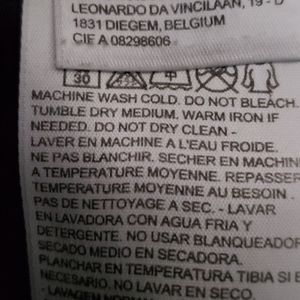 LEONARDO DA VINCILAAN, 19 - D
1831 DIEGEM, BELGIUM
CIF A 08298606 -
30
MACHINE WASH COLD. DO NOT BLEACH.
TUMBLE DRY MEDIUM. WARM IRON IF
NEEDED. DO NOT DRY CLEAN -
LAVER EN MACHINE A L'EAU FROIDE.
NE PAS BLANCHIR. SECHER EN MACHINE
A TEMPERATURE MOYENNE. REPASSER
TEMPERATURE MOYENNE AU BESOIN -
PAS DE NETTOYAGE A SEC. - LAVAR
EN LAVADORA CON AGUA FRIA Y
DETERGENTE. NO USAR BLANQUEADOR
SECADO MEDIO EN SECADORA.
PLANCHAR EN TEMPERATURA TIBIA SI E
NECESARIO. NO LAVAR EN SECO